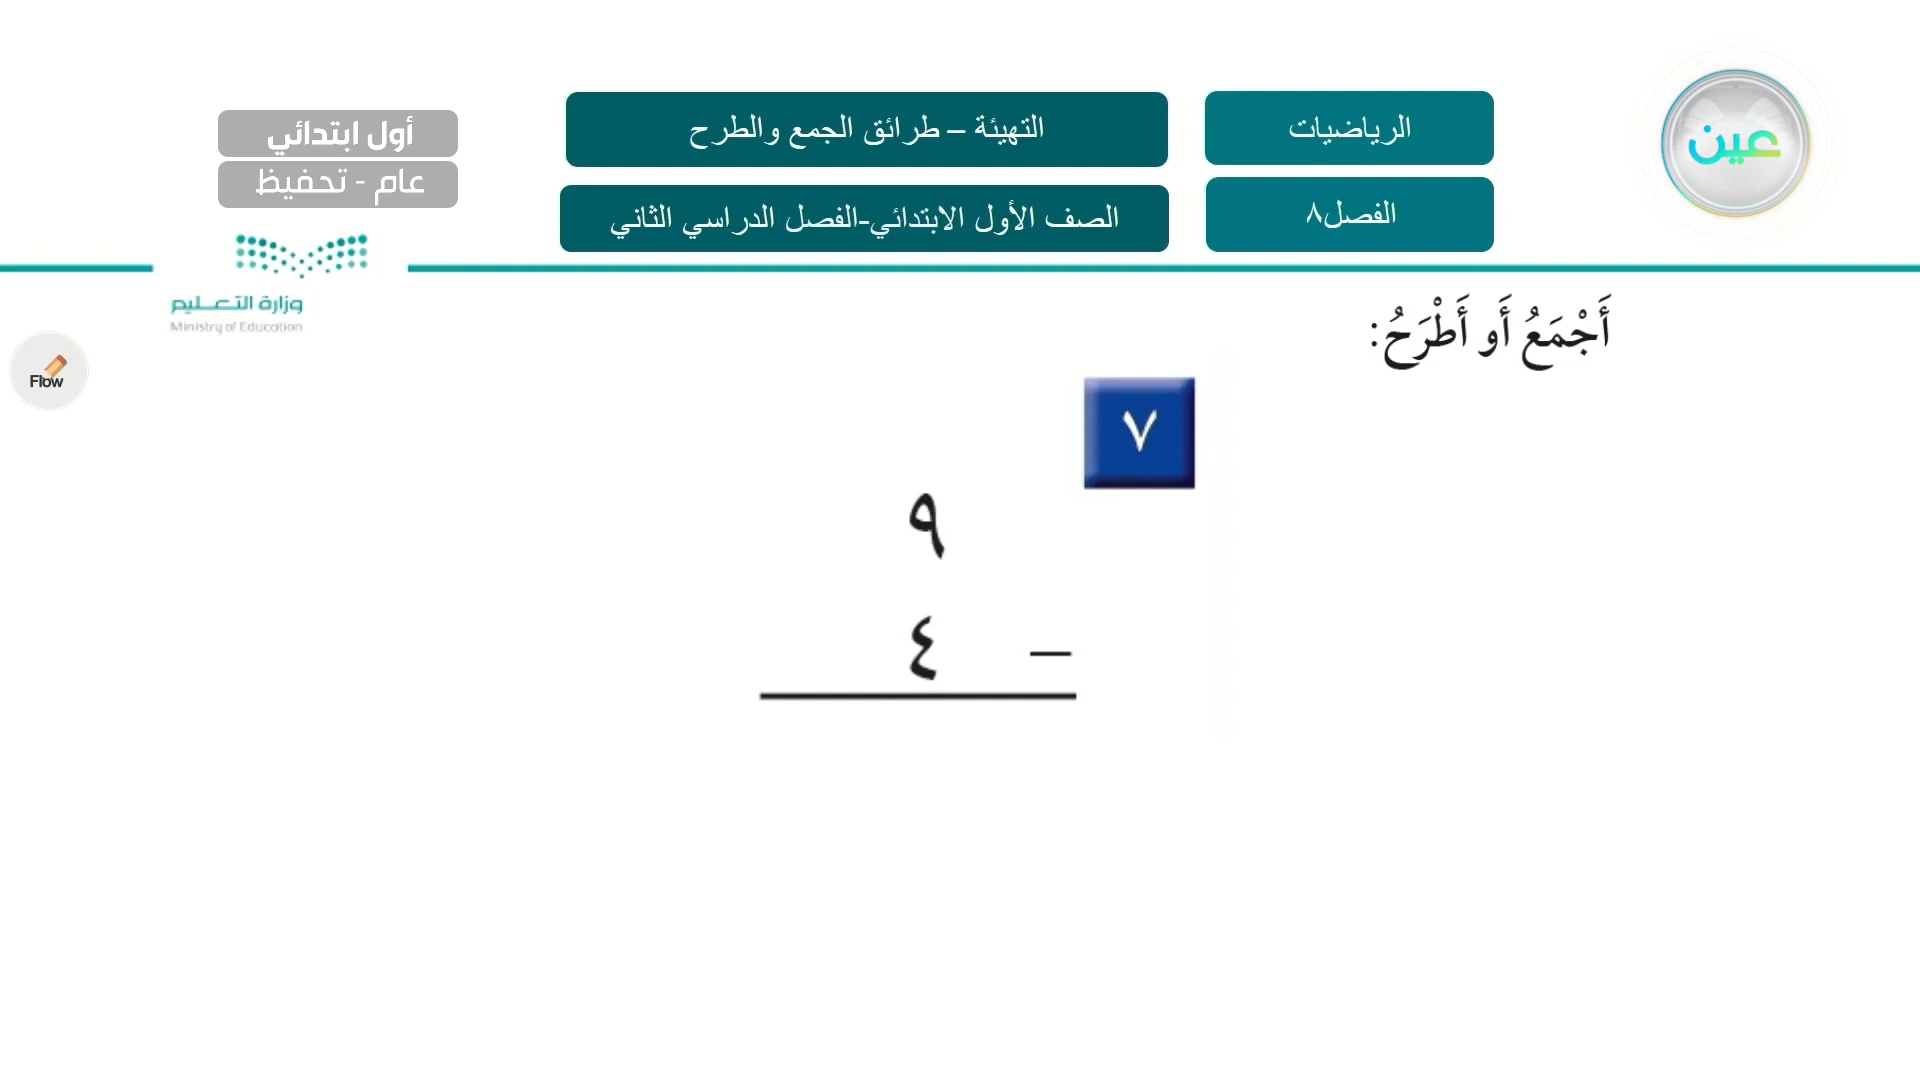 عين
الرياضيات
التهيئة – طرائق الجمع والطرح
أول ابتدائي
عام - تحفيظ
الفصل٨
الصف الأول الابتدائي-الفصل الدراسي الثاني
وزارة التعليم
Ministry of Education
أَجْمَعُ أَو أَطْرَحُ:
Flow
٧
٩
– ٤